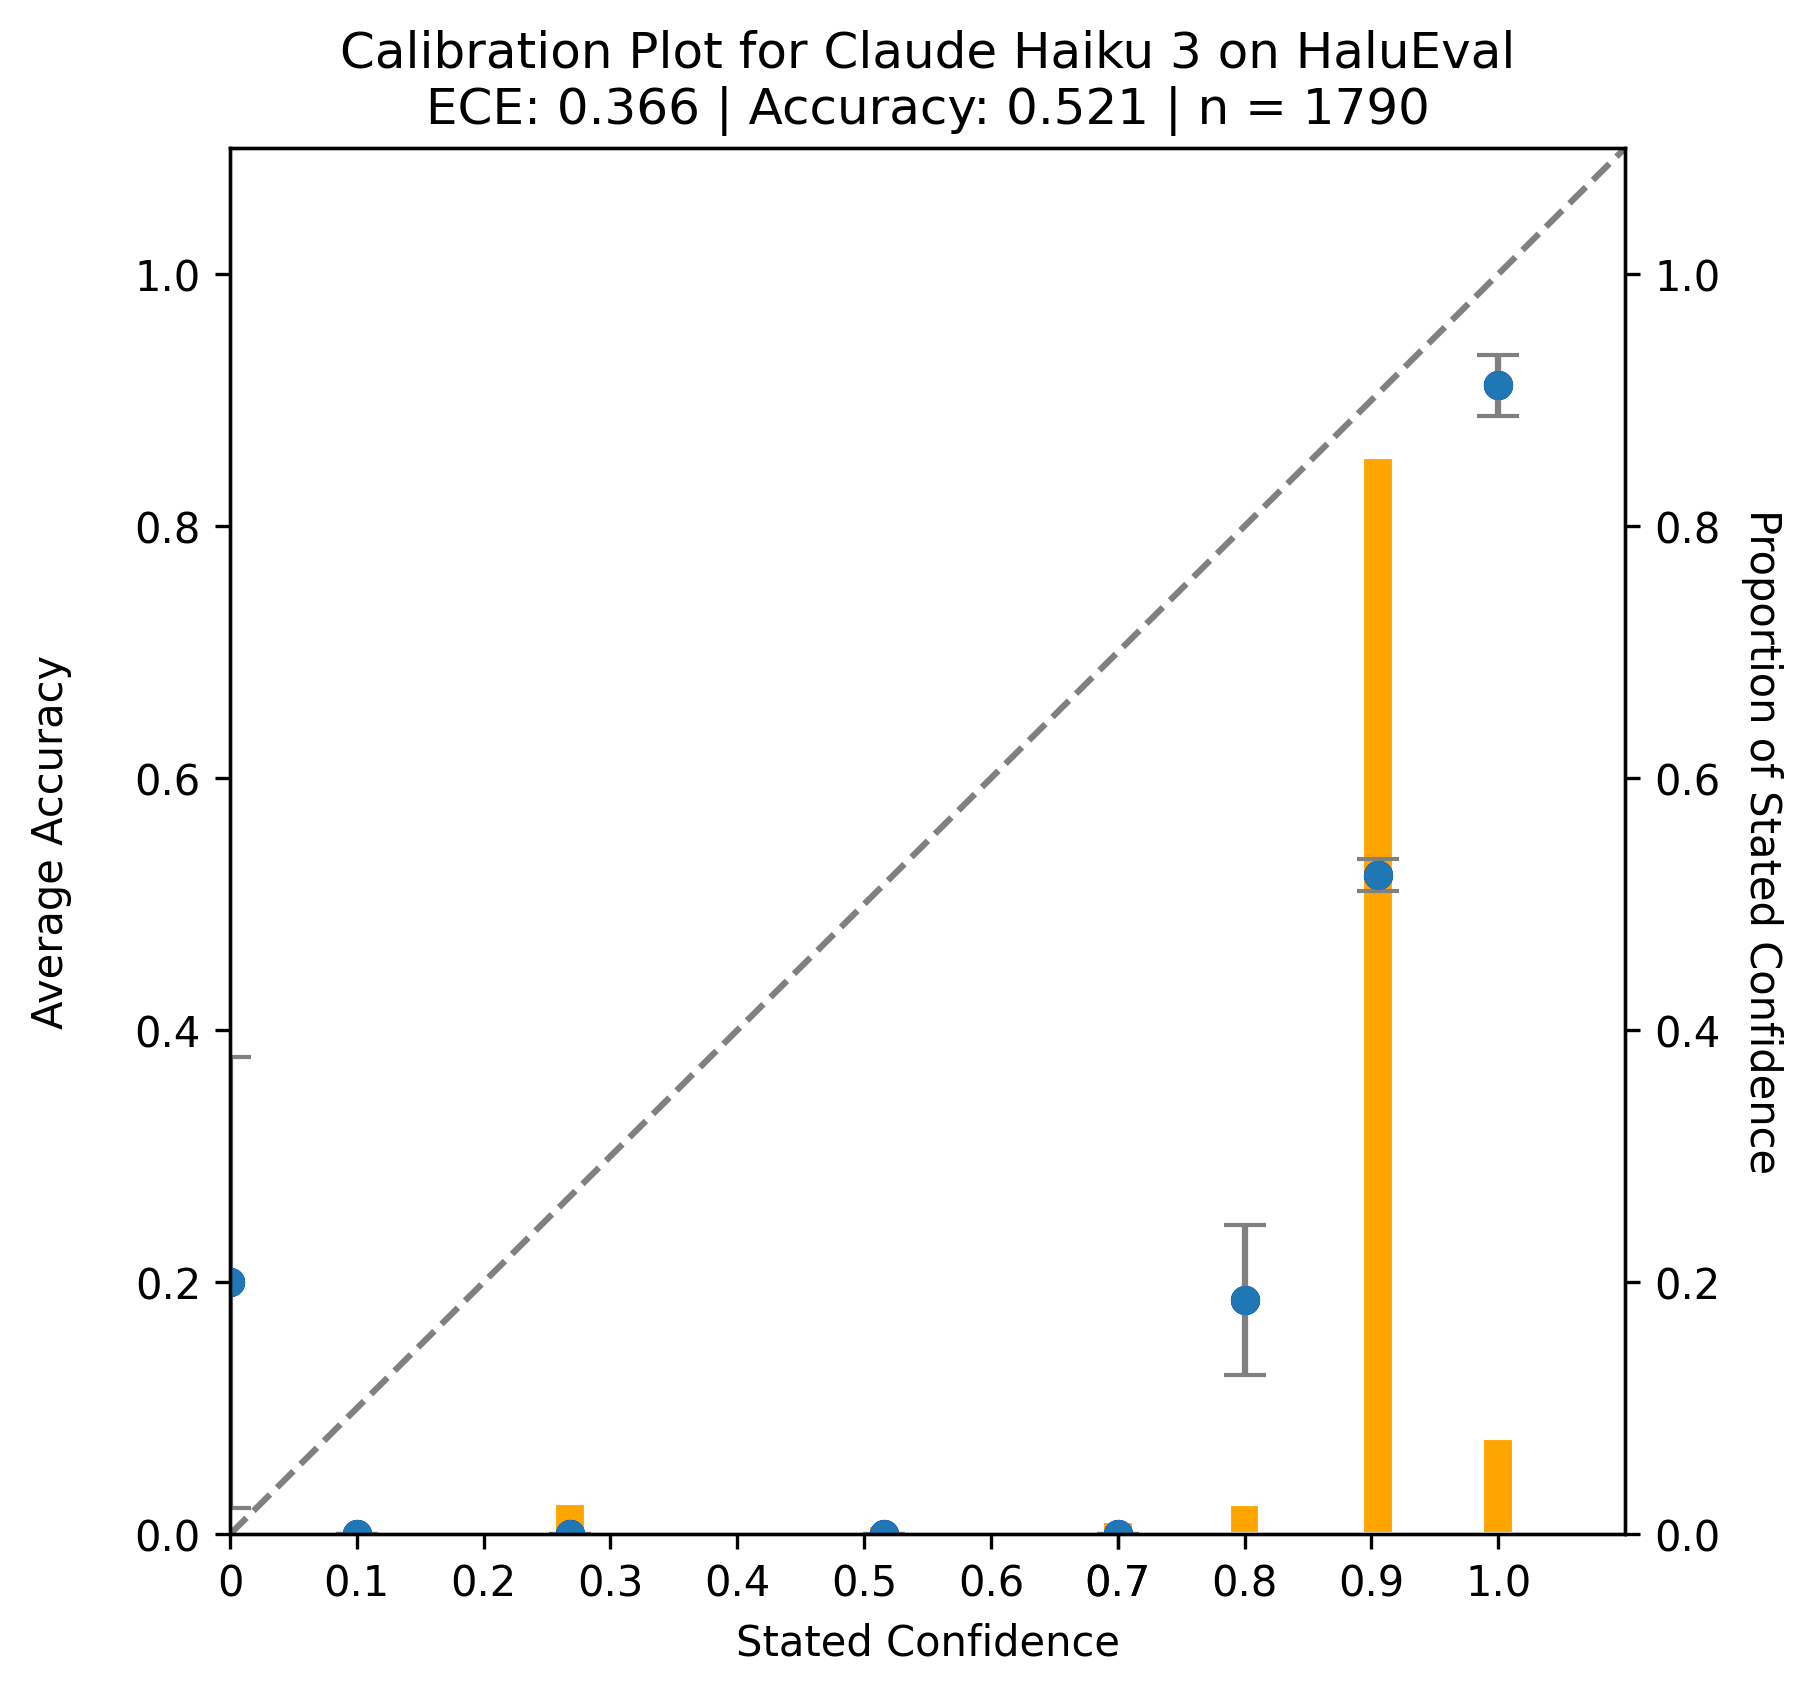 Calibration Plot for Claude Haiku 3 on HaluEval
ECE: 0.366 | Accuracy: 0.521 | n = 1790
Average Accuracy
1.0
0.8
0.6
0.4
0.2
0.0
0 0.1 0.2 0.3 0.4 0.5 0.6 0.7 0.8 0.9 1.0
Stated Confidence
1.0
0.8
0.6
0.4
0.2
0.0
Proportion of Stated Confidence